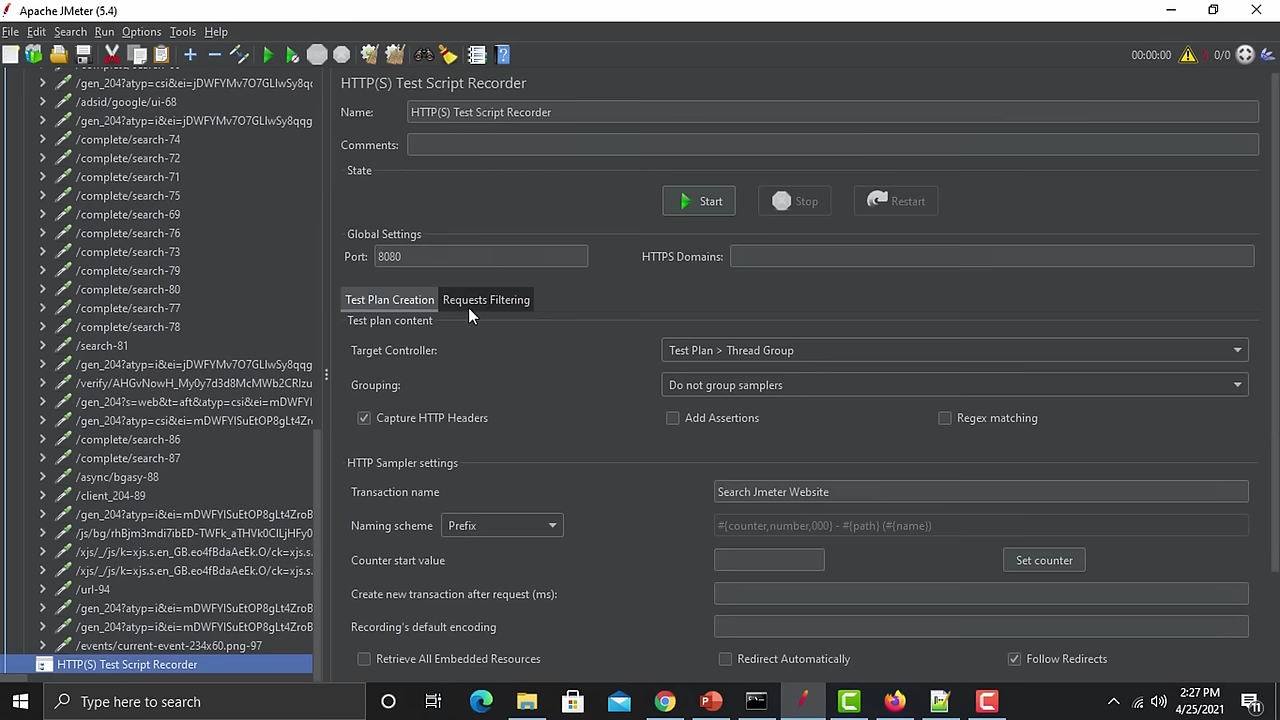 Apache JMeter (5.4)
File Edit Search Run Options Tools Help
00:00:00 0/0
/gen_204?atyp=csi&ei=jDWFYMv7O7GLlwSy8qqg
/adsid/google/ui-68
/gen_204?atyp=i&ei=jDWFYMv7O7GLlwSy8qqg
/complete/search-74
/complete/search-72
/complete/search-71
/complete/search-75
/complete/search-69
/complete/search-76
/complete/search-73
/complete/search-79
/complete/search-80
/complete/search-77
/complete/search-78
/search-81
/gen_204?atyp=i&ei=jDWFYMv7O7GLlwSy8qqg
/verify/AHGvNowH_My0y7d3d8McMWb2CRlzu
/gen_204?s=web&t=aft&atyp=csi&ei=mDWFYI
/gen_204?atyp=csi&ei=mDWFYISuEtOP8gLt4Zr
/complete/search-86
/complete/search-87
/async/bgasy-88
/client_204-89
/gen_204?atyp=i&ei=mDWFYISuEtOP8gLt4ZroB
/js/bg/rhBjm3mdi7ibED-TWFk_aTHVk0CILjHFy0
/xjs/_/js/k=xjs.s.en_GB.eo4fBdaAeEk.O/ck=xjs.s
/xjs/_/js/k=xjs.s.en_GB.eo4fBdaAeEk.O/ck=xjs.s
/url-94
/gen_204?atyp=i&ei=mDWFYISuEtOP8gLt4ZroB
/gen_204?atyp=i&ei=mDWFYISuEtOP8gLt4ZroB
/events/current-event-234x60.png-97
HTTP(S) Test Script Recorder
HTTP(S) Test Script Recorder
Name: HTTP(S) Test Script Recorder
Comments:
State
Start Stop Restart
Global Settings
Port: 8080 HTTPS Domains:
Test Plan Creation Requests Filtering
Test plan content
Target Controller: Test Plan > Thread Group
Grouping: Do not group samplers
Capture HTTP Headers Add Assertions Regex matching
HTTP Sampler settings
Transaction name Search Jmeter Website
Naming scheme Prefix #{counter,number,000} - #{path} (#{name})
Counter start value Set counter
Create new transaction after request (ms):
Recording's default encoding
Retrieve All Embedded Resources Redirect Automatically Follow Redirects
Type here to search
2:27 PM
4/25/2021
11